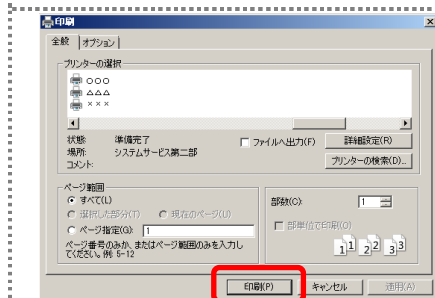 印刷
全般 オプション
プリンターの選択
○○○
△△△
×××
状態: 準備完了
場所: システムサービス第二部
コメント:
ファイルへ出力(F)
詳細設定(R)
プリンターの検索(D)...
ページ範囲
すべて(L)
選択した部分(T) 現在のページ(U)
ページ指定(G): 1
ページ番号のみか、またはページ範囲のみを入力し
てください。例: 5-12
部数(C): 1
部単位で印刷(O)
1 1 2 2 3 3
印刷(P) キャンセル 適用(A)